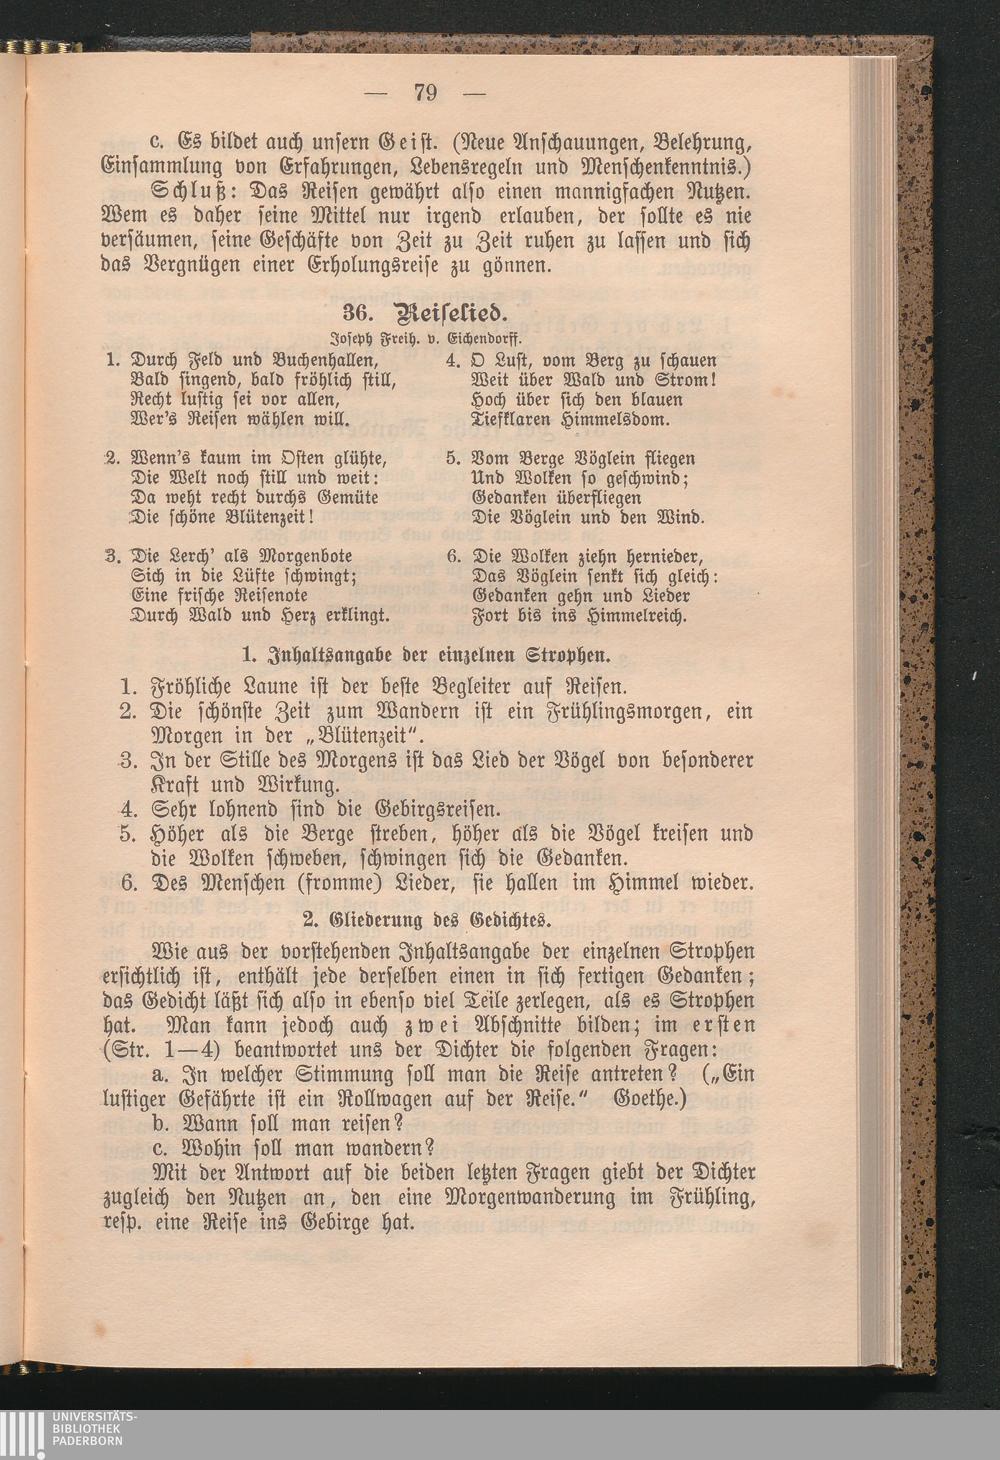 — 79 —
c. Es bildet auch unsern Geist. (Neue Anschauungen, Belehrung,
Einsammlung von Erfahrungen, Lebensregeln und Menschenkenntnis.)
Schluß: Das Reisen gewährt also einen mannigfachen Nutzen.
Wem es daher seine Mittel nur irgend erlauben, der sollte es nie
versäumen, seine Geschäfte von Zeit zu Zeit ruhen zu lassen und sich
das Vergnügen einer Erholungsreise zu gönnen.
36. Reiselied.
Joseph Freih. v. Eichendorff.
1. Durch Feld und Buchenhallen,
Bald singend, bald fröhlich still,
Recht lustig sei vor allen,
Wer's Reisen wählen will.
2. Wenn's kaum im Osten glühte,
Die Welt noch still und weit:
Da weht recht durchs Gemüte
Die schöne Blütenzeit!
3. Die Lerch' als Morgenbote
Sich in die Lüfte schwingt;
Eine frische Reisenote
Durch Wald und Herz erklingt.
4. O Lust, vom Berg zu schauen
Weit über Wald und Strom!
Hoch über sich den blauen
Tiefklaren Himmelsdom.
5. Vom Berge Vöglein fliegen
Und Wolken so geschwind;
Gedanken überfliegen
Die Vöglein und den Wind.
6. Die Wolken ziehn hernieder,
Das Vöglein senkt sich gleich:
Gedanken gehn und Lieder
Fort bis ins Himmelreich.
1. Inhaltsangabe der einzelnen Strophen.
1. Fröhliche Laune ist der beste Begleiter auf Reisen.
2. Die schönste Zeit zum Wandern ist ein Frühlingsmorgen, ein
Morgen in der „Blütenzeit".
3. In der Stille des Morgens ist das Lied der Vögel von besonderer
Kraft und Wirkung.
4. Sehr lohnend sind die Gebirgsreisen.
5. Höher als die Berge streben, höher als die Vögel kreisen und
die Wolken schweben, schwingen sich die Gedanken.
6. Des Menschen (fromme) Lieder, sie hallen im Himmel wieder.
2. Gliederung des Gedichtes.
Wie aus der vorstehenden Inhaltsangabe der einzelnen Strophen
ersichtlich ist, enthält jede derselben einen in sich fertigen Gedanken;
das Gedicht läßt sich also in ebenso viel Teile zerlegen, als es Strophen
hat. Man kann jedoch auch zwei Abschnitte bilden; im ersten
(Str. 1—4) beantwortet uns der Dichter die folgenden Fragen:
a. In welcher Stimmung soll man die Reise antreten? („Ein
lustiger Gefährte ist ein Rollwagen auf der Reise." Goethe.)
b. Wann soll man reisen?
c. Wohin soll man wandern?
Mit der Antwort auf die beiden letzten Fragen giebt der Dichter
zugleich den Nutzen an, den eine Morgenwanderung im Frühling,
resp. eine Reise ins Gebirge hat.
UNIVERSITÄTS-
BIBLIOTHEK
PADERBORN